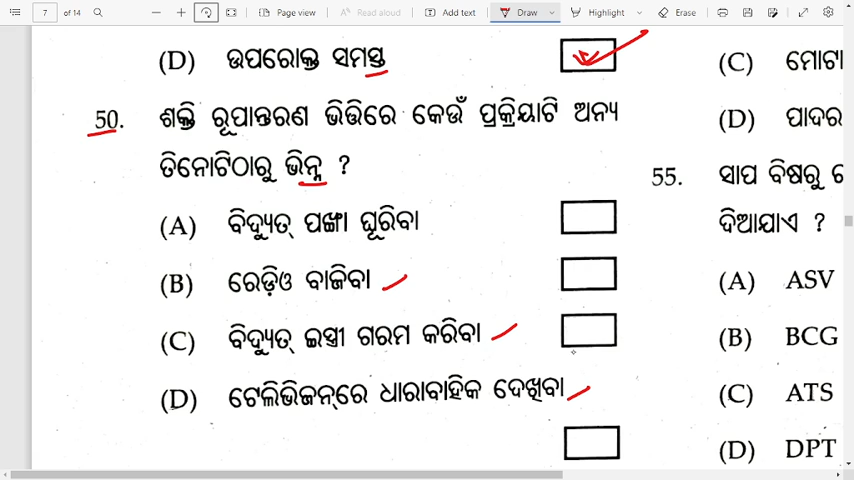 7 of 14
Page view
Read aloud
Add text
Draw
Highlight
Erase
(D) ଉପରୋକ୍ତ ସମସ୍ତ
50. ଶକ୍ତି ରୂପାନ୍ତରଣ ଭିତ୍ତିରେ କେଉଁ ପ୍ରକ୍ରିୟାଟି ଅନ୍ୟ
ତିନୋଟିଠାରୁ ଭିନ୍ନ ?
(A) ବିଦ୍ୟୁତ୍ ପଙ୍ଖା ଘୂରିବା
(B) ରେଡ଼ିଓ ବାଜିବା
(C) ବିଦ୍ୟୁତ୍ ଇସ୍ତ୍ରୀ ଗରମ କରିବା
(D) ଟେଲିଭିଜନ୍‌ରେ ଧାରାବାହିକ ଦେଖିବା
(C) ମୋଟା
(D) ପାଦର
55. ସାପ ବିଷରୁ
ଦିଆଯାଏ ?
(A) ASV
(B) BCG
(C) ATS
(D) DPT